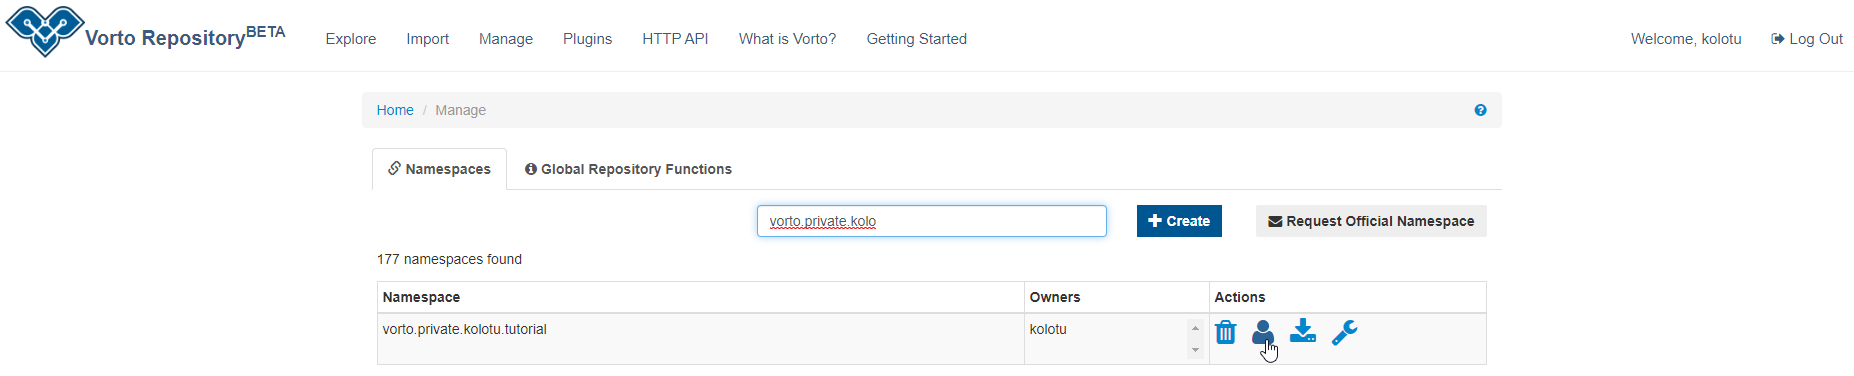 Vorto Repository BETA Explore Import Manage Plugins HTTP API What is Vorto? Getting Started Welcome, kolotu Log Out
Home / Manage
Namespaces Global Repository Functions
vorto.private.kolo Create Request Official Namespace
177 namespaces found
Namespace Owners Actions
vorto.private.kolotu.tutorial kolotu